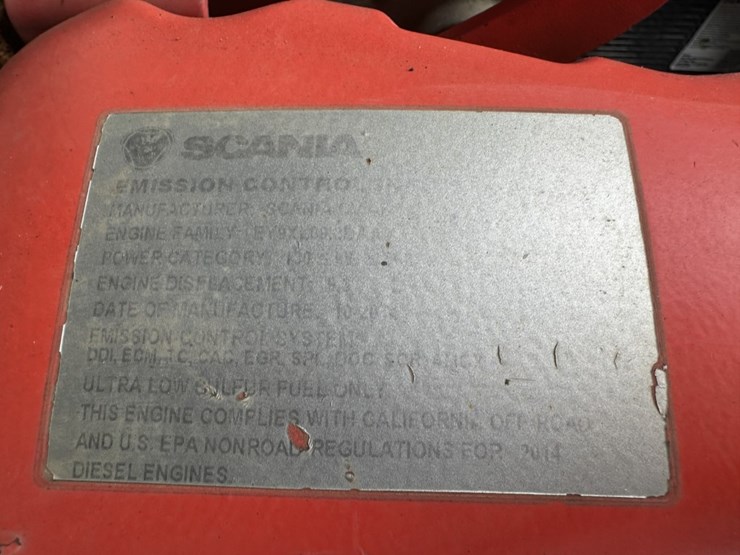 SCANIA
EMISSION CONTROL
MANUFACTURER SCANIA
ENGINE FAMILY
POWER CATEGORY
ENGINE DISPLACEMENT
DATE OF MANUFACTURE
EMISSION CONTROL SYSTEM
DDI, ECM, TC, CAC, EGR, SPL, DOC, SCR, AMOX
ULTRA LOW SULFUR FUEL ONLY
THIS ENGINE COMPLIES WITH CALIFORNIA OFF-ROAD
AND U.S. EPA NONROAD REGULATIONS FOR 2014
DIESEL ENGINES.